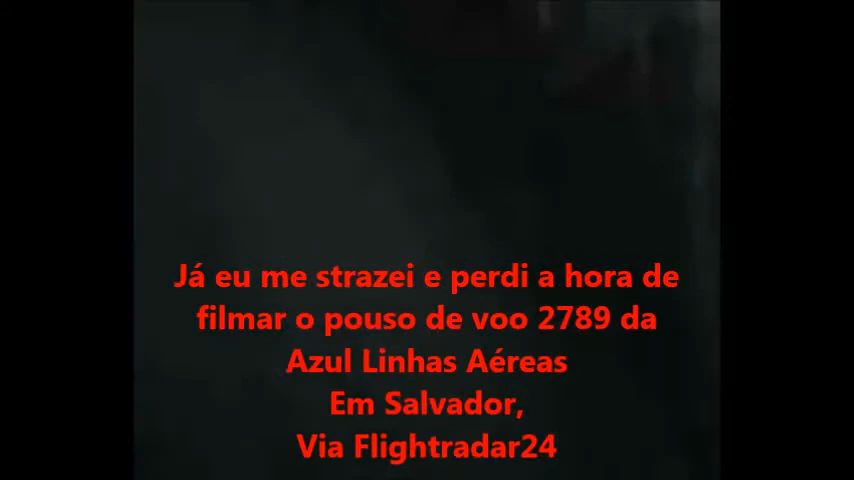 Já eu me strazei e perdi a hora de
filmar o pouso de voo 2789 da
Azul Linhas Aéreas
Em Salvador,
Via Flightradar24